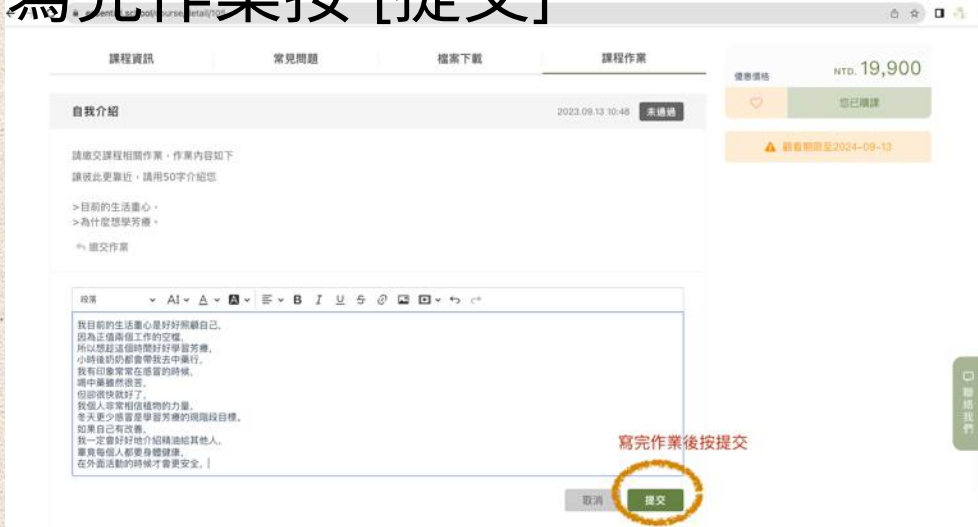 寫完作業按 [提交]
課程資訊 常見問題 檔案下載 課程作業
優惠價格 NTD. 19,900
您已購課
自我介紹 2023.09.13 10:48 未通過
觀看期限至2024-09-13
請繳交課程相關作業，作業內容如下
讓彼此更靠近，請用50字介紹您
>目前的生活重心。
>為什麼想學芳療。
繳交作業
段落 AI A A B I U S
我目前的生活重心是好好照顧自己，
因為正值兩個工作的空檔，
所以想趁這個時間好好學習芳療，
小時後奶奶都會帶我去中藥行，
我有印象常常在感冒的時候，
喝中藥雖然很苦，
但卻很快就好了，
我個人非常相信植物的力量，
冬天更少感冒是學習芳療的現階段目標，
如果自己有改善，
我一定會好好地介紹精油給其他人，
畢竟每個人都要身體健康，
在外面活動的時候才會更安全，
寫完作業後按提交
取消 提交
聯絡我們